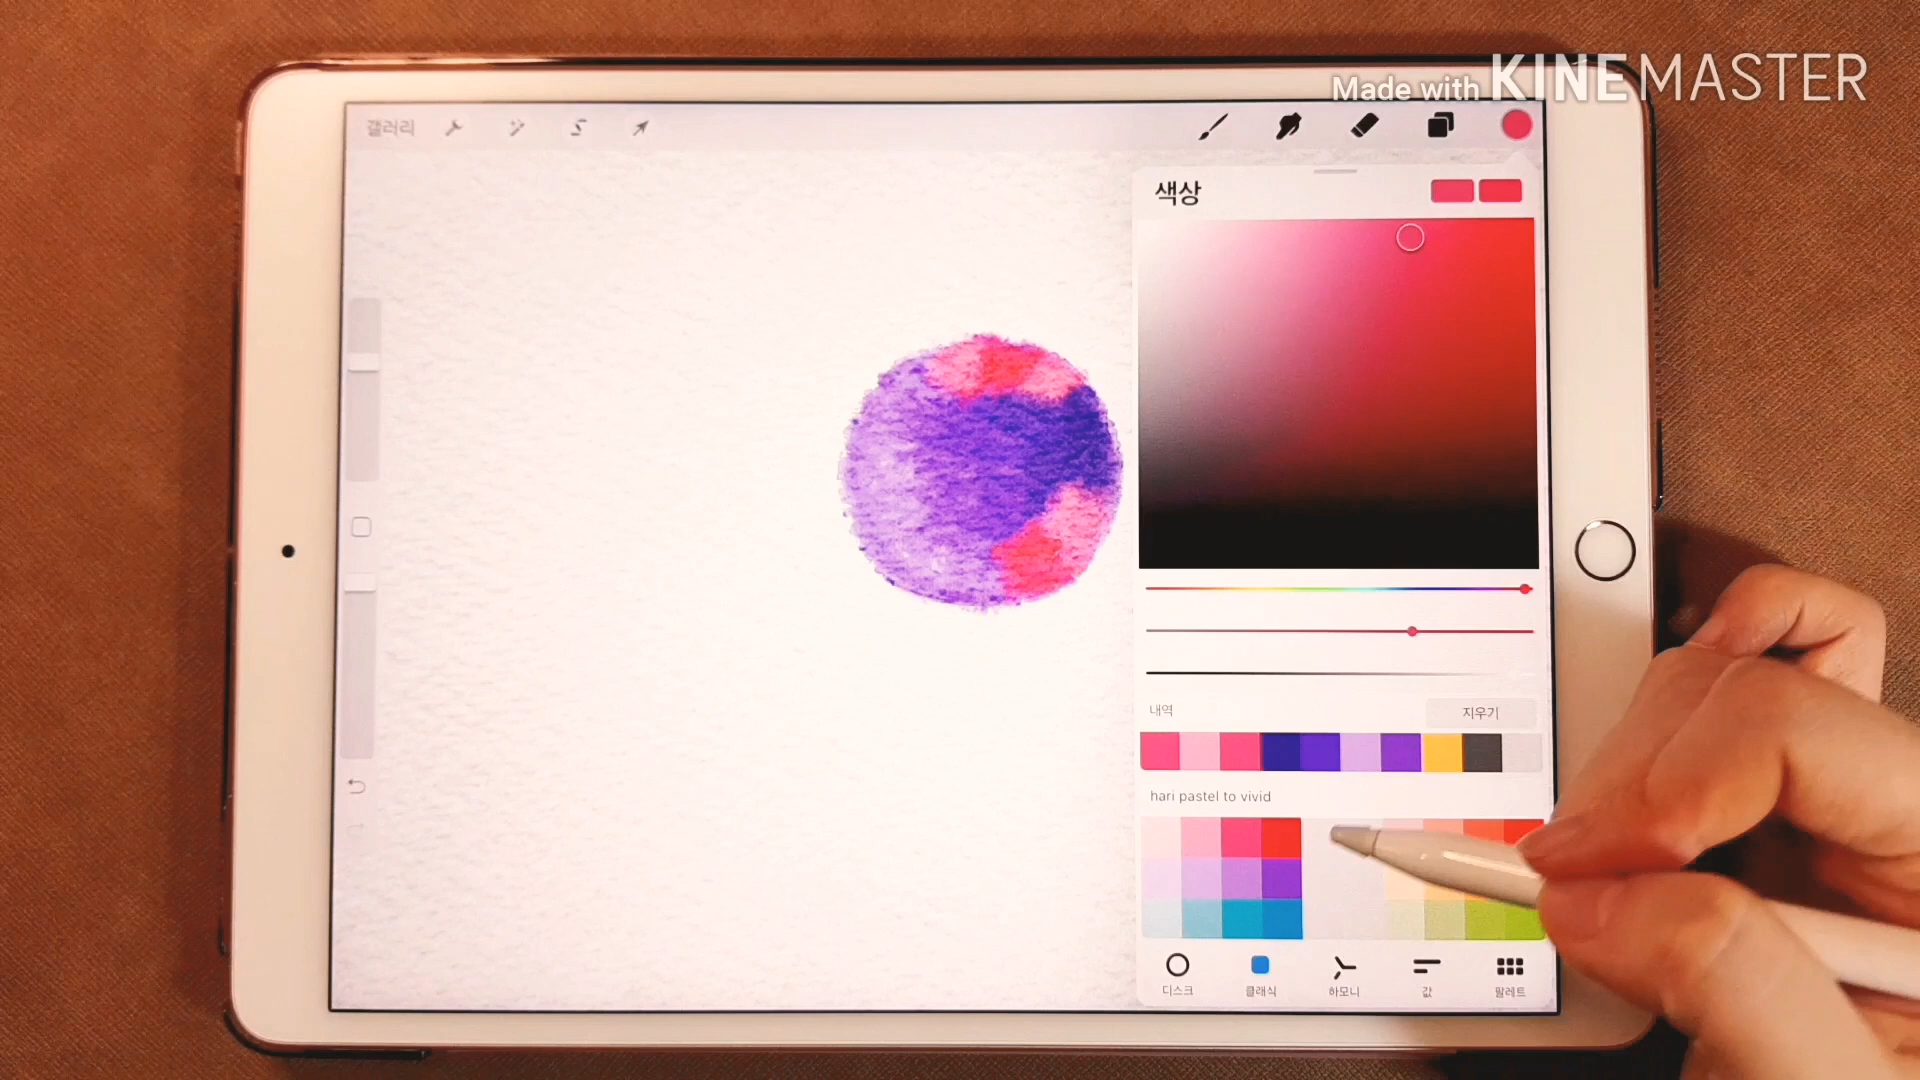 Made with KINEMASTER
갤러리
색상
내역
지우기
hari pastel to vivid
디스크
클래식
하모니
값
팔레트